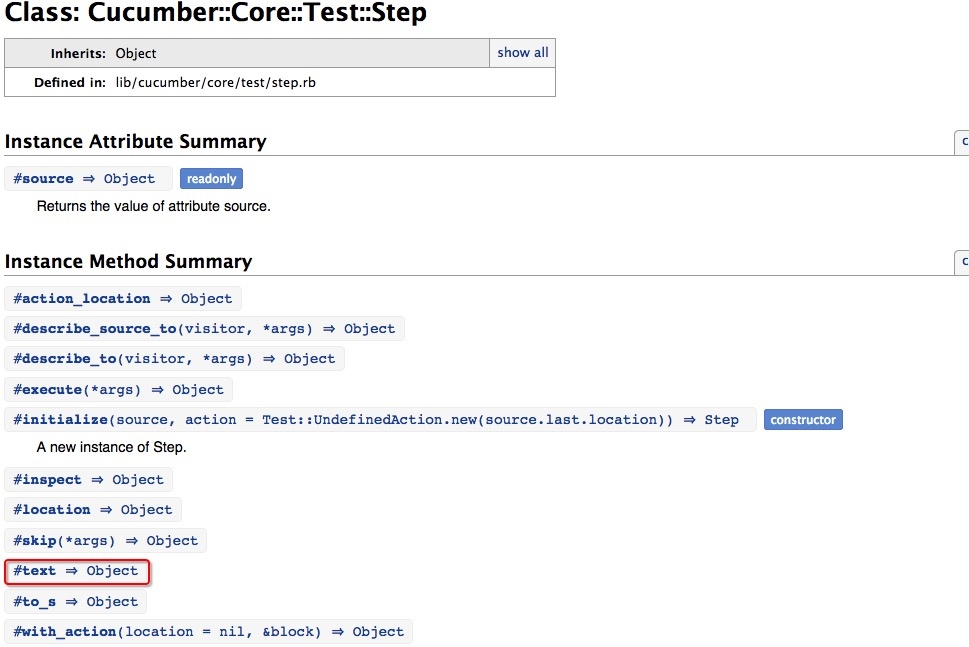 Class: Cucumber::Core::Test::Step
Inherits: Object show all
Defined in: lib/cucumber/core/test/step.rb
Instance Attribute Summary
#source ⇒ Object readonly
Returns the value of attribute source.
Instance Method Summary
#action_location ⇒ Object
#describe_source_to(visitor, *args) ⇒ Object
#describe_to(visitor, *args) ⇒ Object
#execute(*args) ⇒ Object
#initialize(source, action = Test::UndefinedAction.new(source.last.location)) ⇒ Step constructor
A new instance of Step.
#inspect ⇒ Object
#location ⇒ Object
#skip(*args) ⇒ Object
#text ⇒ Object
#to_s ⇒ Object
#with_action(location = nil, &block) ⇒ Object